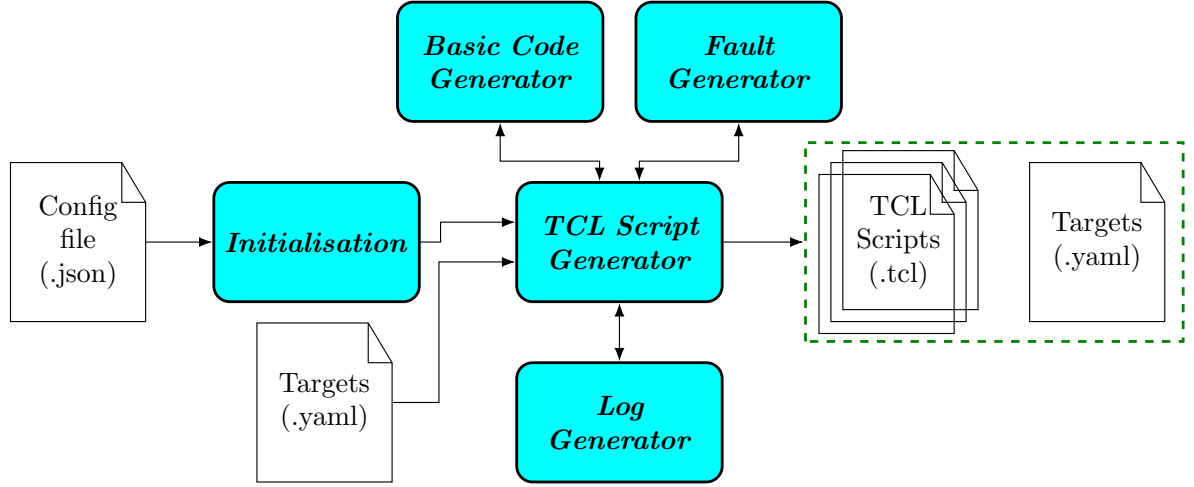 Basic Code
Generator
Fault
Generator
Config
file
(.json)
Initialisation
TCL Script
Generator
TCL
Scripts
(.tcl)
Targets
(.yaml)
Targets
(.yaml)
Log
Generator